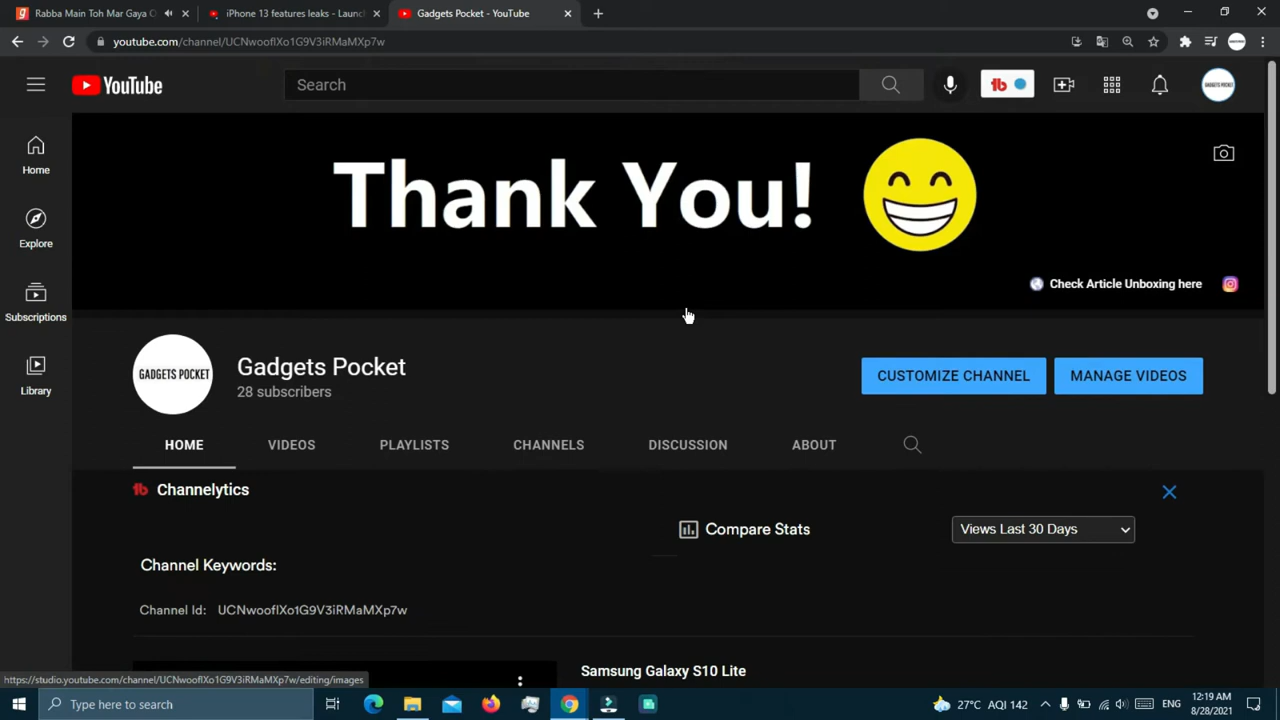 Rabba Main Toh Mar Gaya O
iPhone 13 features leaks - Launc
Gadgets Pocket - YouTube
youtube.com/channel/UCNwooflXo1G9V3iRMaMXp7w
YouTube
Search
Home
Explore
Subscriptions
Library
Thank You!
Check Article Unboxing here
GADGETS POCKET
Gadgets Pocket
28 subscribers
CUSTOMIZE CHANNEL
MANAGE VIDEOS
HOME
VIDEOS
PLAYLISTS
CHANNELS
DISCUSSION
ABOUT
Channelytics
Compare Stats
Views Last 30 Days
Channel Keywords:
Channel Id: UCNwooflXo1G9V3iRMaMXp7w
Samsung Galaxy S10 Lite
https://studio.youtube.com/channel/UCNwooflXo1G9V3iRMaMXp7w/editing/images
Type here to search
27°C AQI 142
ENG
12:19 AM
8/28/2021